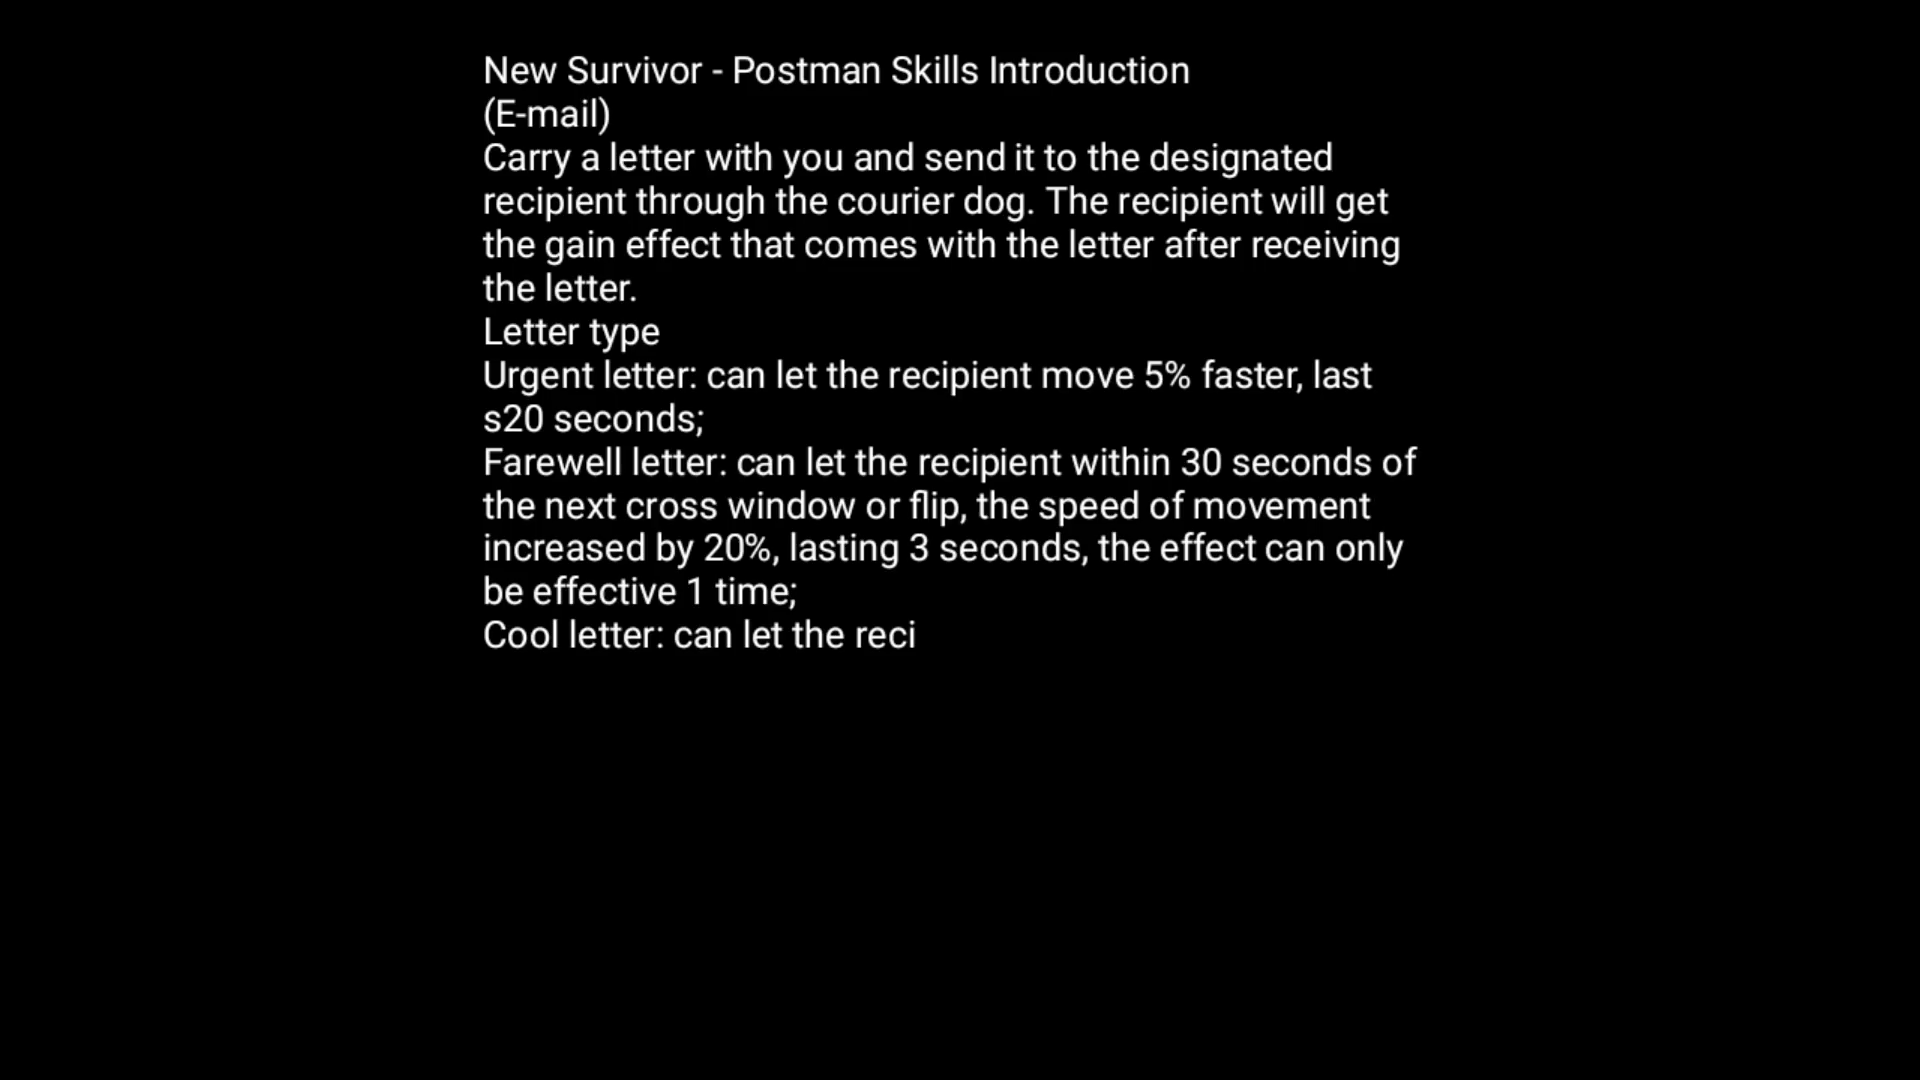 New Survivor - Postman Skills Introduction
(E-mail)
Carry a letter with you and send it to the designated
recipient through the courier dog. The recipient will get
the gain effect that comes with the letter after receiving
the letter.
Letter type
Urgent letter: can let the recipient move 5% faster, last
s20 seconds;
Farewell letter: can let the recipient within 30 seconds of
the next cross window or flip, the speed of movement
increased by 20%, lasting 3 seconds, the effect can only
be effective 1 time;
Cool letter: can let the reci